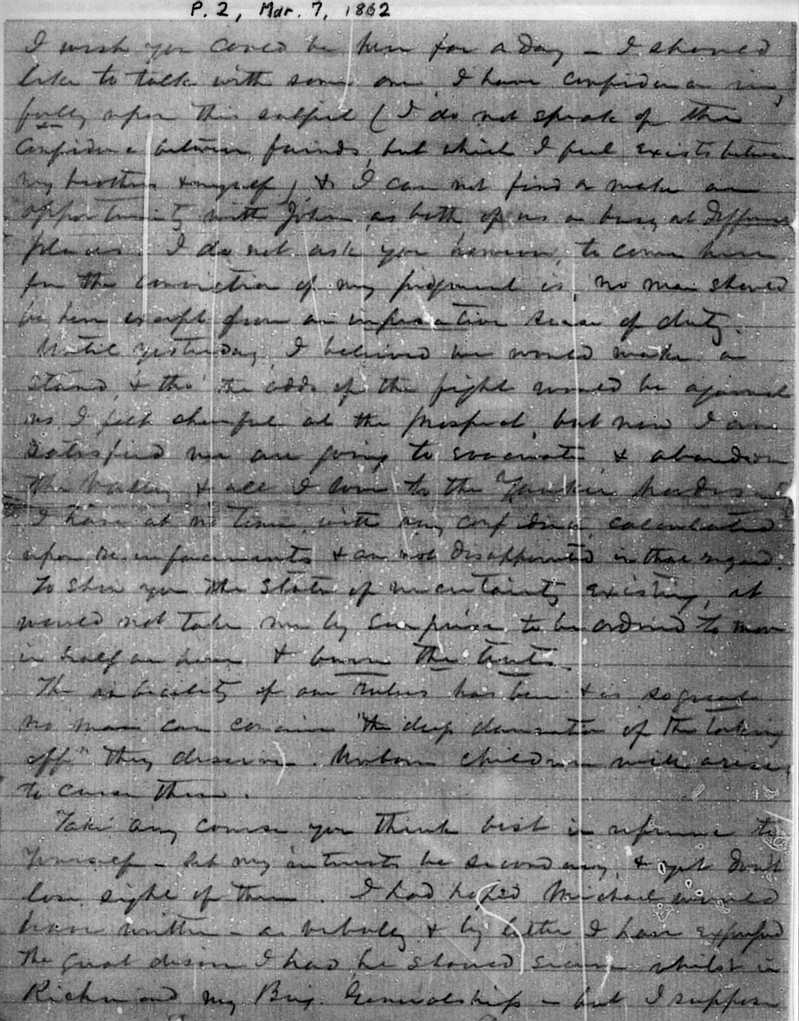 P. 2, Mar. 7, 1862
I wish you could be here for a day – I should
like to talk with some one I have confidence in,
fully upon this subject (I do not speak of the
Confidence between friends, but which I feel exists between
my brothers & myself) & I can not find or make an
opportunity with John, as both of us are busy at different
places. I do not ask you however to come here
for the conviction of my judgment is, no man should
be here except from an imperative sense of duty.
Until yesterday, I believed we would make a
stand, & tho' the odds of the fight would be against
us I felt cheerful at the prospect, but now I am
satisfied we are going to evacuate & abandon
the Valley & all I love to the Yankee hordes
I have at no time, with any confidence, calculated
upon reinforcements & am not disappointed in that regard.
To show you the state of uncertainty existing, it
would not take me by surprise to be ordered to move
in half an hour & burn the tents.
The imbecility of our rulers has been & is so great
no man can conceive "the deep damnation of the taking
off" they deserve. Unborn children will arise
to curse them.
Take any course you think best in reference to
yourself – let my interests be secondary, & yet don't
lose sight of them. I had hoped Michael would
have written – as verbally & by letter I have expressed
the great desire I had he should secure whilst in
Richmond my Brig. Generalship – but I suppose